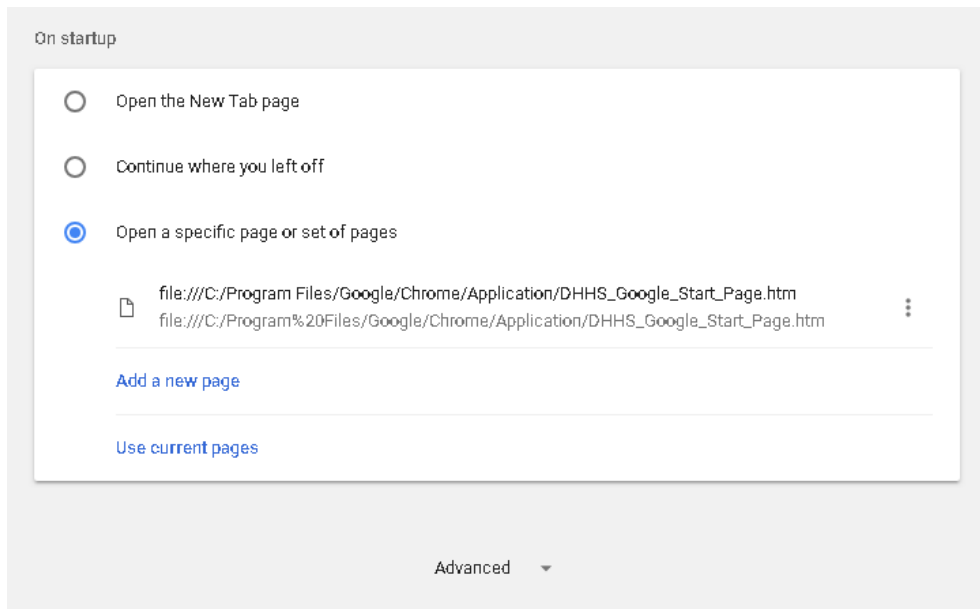 On startup
Open the New Tab page
Continue where you left off
Open a specific page or set of pages
file:///C:/Program Files/Google/Chrome/Application/DHHS_Google_Start_Page.htm
file:///C:/Program%20Files/Google/Chrome/Application/DHHS_Google_Start_Page.htm
Add a new page
Use current pages
Advanced